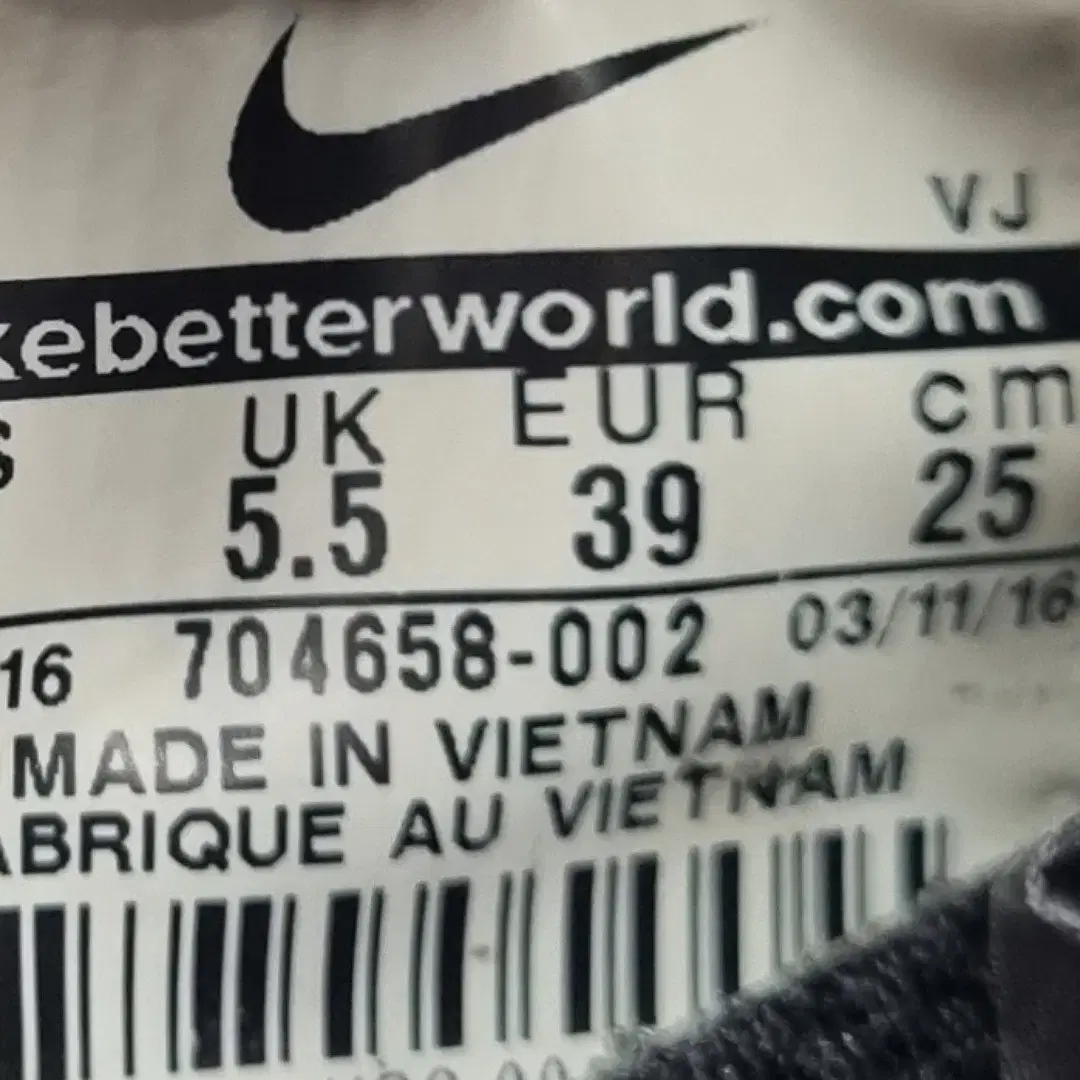 VJ
kebetterworld.com
S UK EUR cm
5.5 39 25
16 704658-002 03/11/16
MADE IN VIETNAM
ABRIQUE AU VIETNAM